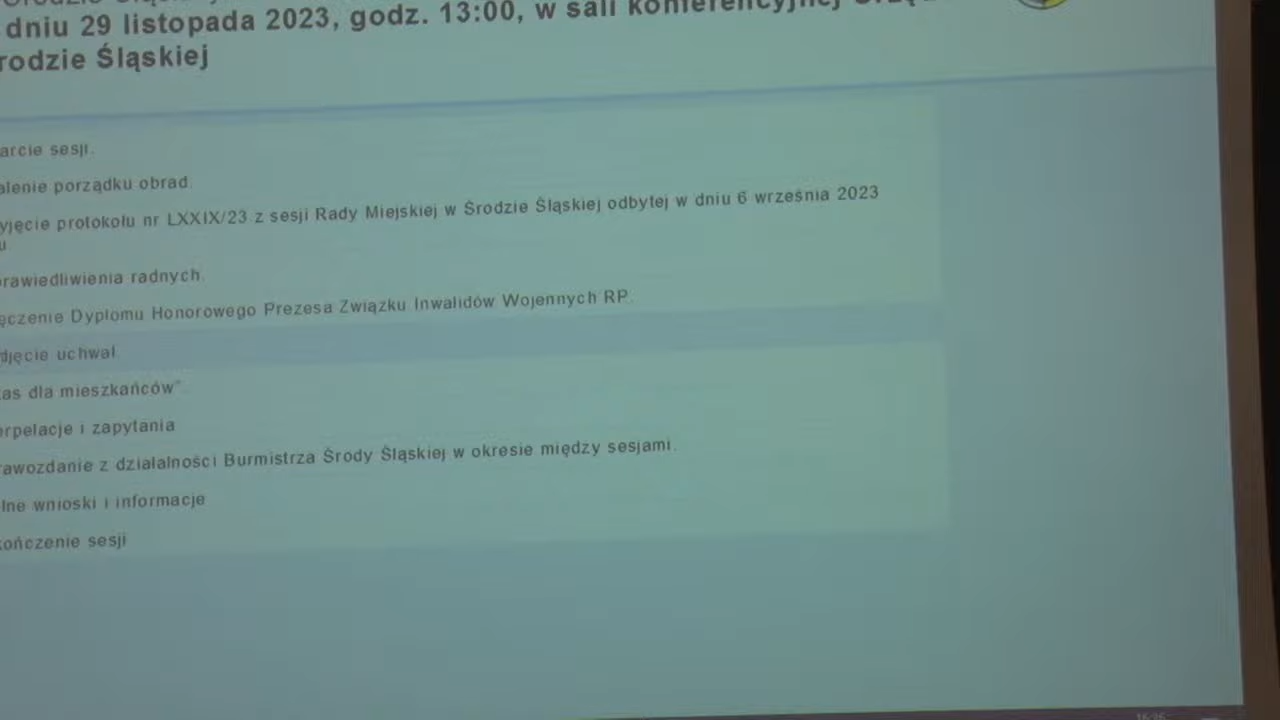 dniu 29 listopada 2023, godz. 13:00, w sali konferencyjnej
rodzie Śląskiej
arcie sesji.
alenie porządku obrad.
yjęcie protokołu nr LXXIX/23 z sesji Rady Miejskiej w Środzie Śląskiej odbytej w dniu 6 września 2023
u
rawiedliwienia radnych.
ęczenie Dyplomu Honorowego Prezesa Związku Inwalidów Wojennych RP.
djęcie uchwał.
as dla mieszkańców”
erpelacje i zapytania
rawozdanie z działalności Burmistrza Środy Śląskiej w okresie między sesjami.
lne wnioski i informacje
kończenie sesji